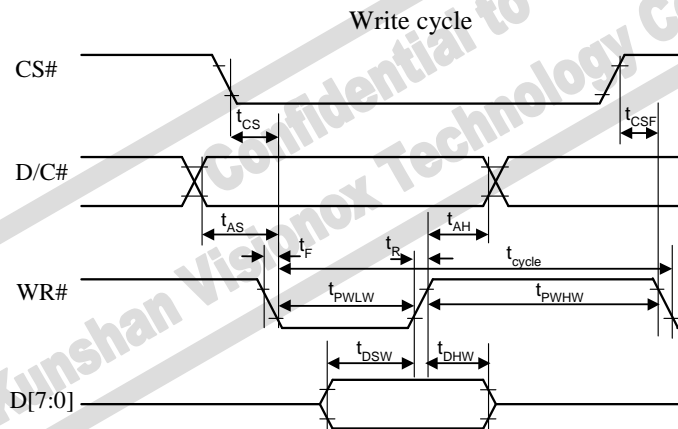 Write cycle
CS#
tCS
tCSF
D/C#
tAS
tF
tR
tAH
tcycle
WR#
tPWLW
tPWHW
tDSW
tDHW
D[7:0]
Confidential to
Kunshan Visionox Technology Co